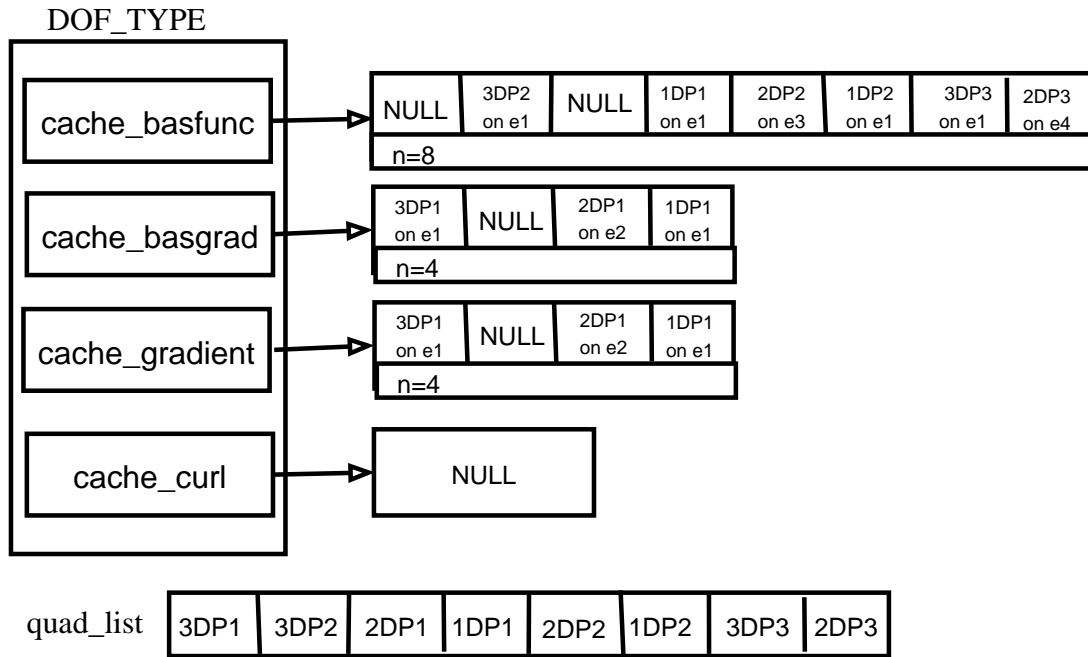 DOF_TYPE
cache_basfunc
NULL
3DP2
on e1
NULL
1DP1
on e1
2DP2
on e3
1DP2
on e1
3DP3
on e1
2DP3
on e4
n=8
cache_basgrad
3DP1
on e1
NULL
2DP1
on e2
1DP1
on e1
n=4
cache_gradient
3DP1
on e1
NULL
2DP1
on e2
1DP1
on e1
n=4
cache_curl
NULL
quad_list
3DP1
3DP2
2DP1
1DP1
2DP2
1DP2
3DP3
2DP3